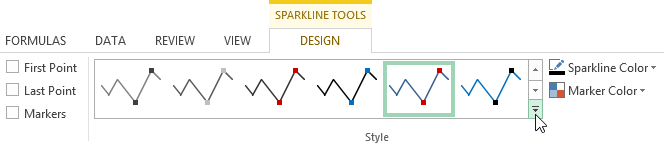 SPARKLINE TOOLS
FORMULAS DATA REVIEW VIEW DESIGN
First Point
Last Point
Markers
Sparkline Color
Marker Color
Style